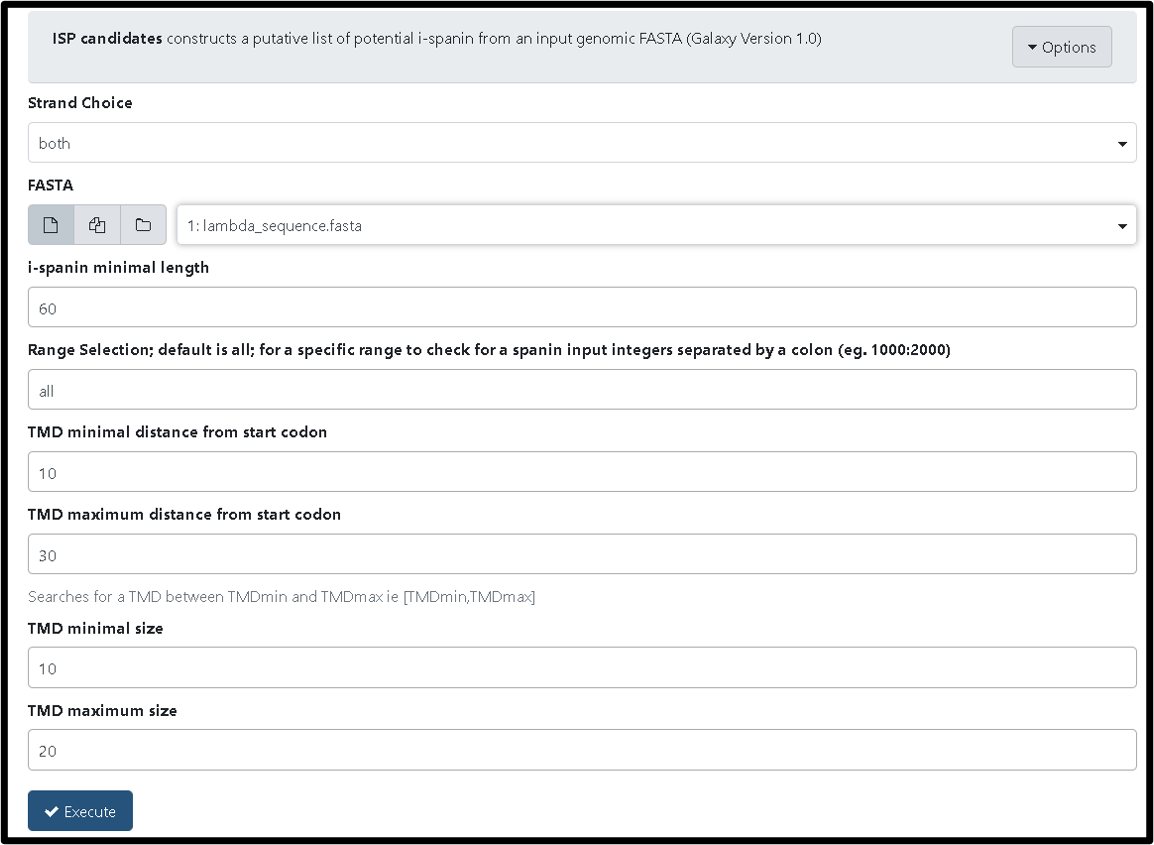 ISP candidates constructs a putative list of potential i-spanin from an input genomic FASTA (Galaxy Version 1.0)
Options
Strand Choice
both
FASTA
1: lambda_sequence.fasta
i-spanin minimal length
60
Range Selection; default is all; for a specific range to check for a spanin input integers separated by a colon (eg. 1000:2000)
all
TMD minimal distance from start codon
10
TMD maximum distance from start codon
30
Searches for a TMD between TMDmin and TMDmax ie [TMDmin,TMDmax]
TMD minimal size
10
TMD maximum size
20
Execute